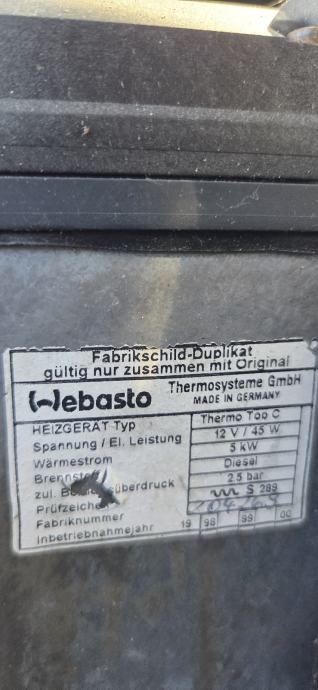 Fabrikschild-Duplikat
gültig nur zusammen mit Original
Webasto Thermosysteme GmbH
MADE IN GERMANY
HEIZGERÄT Typ Thermo Top C
Spannung / El. Leistung 12 V / 45 W
Wärmestrom 5 kW
Diesel
zul. 2.5 bar
Prüfzeichen S 289
Fabriknummer
Inbetriebnahmejahr 19 98 99 00